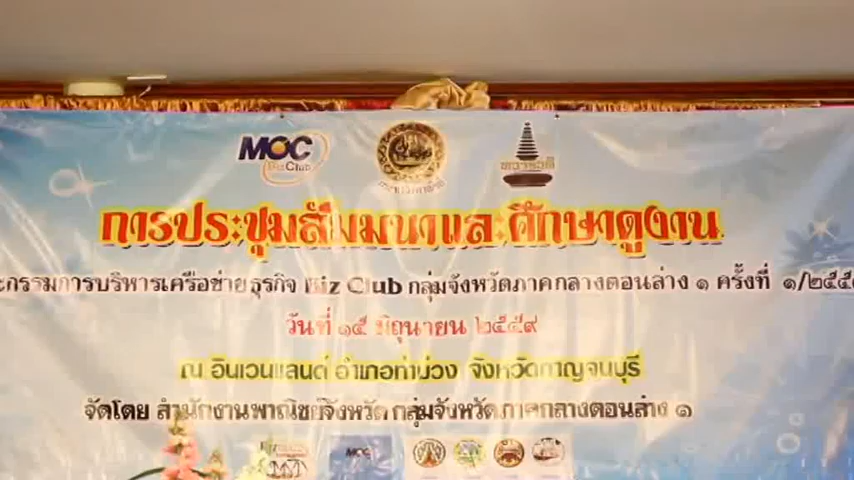 MOC
Biz Club
ทวารวดี
การประชุมสัมมนาและศึกษาดูงาน
กรรมการบริหารเครือข่ายธุรกิจ Biz Club กลุ่มจังหวัดภาคกลางตอนล่าง ๑ ครั้งที่ ๑/๒๕๕
วันที่ ๑๕ มิถุนายน ๒๕๕๙
ณ อินเวนแลนด์ อำเภอท่าม่วง จังหวัดกาญจนบุรี
จัดโดย สำนักงานพาณิชย์จังหวัด กลุ่มจังหวัดภาคกลางตอนล่าง ๑
MOC